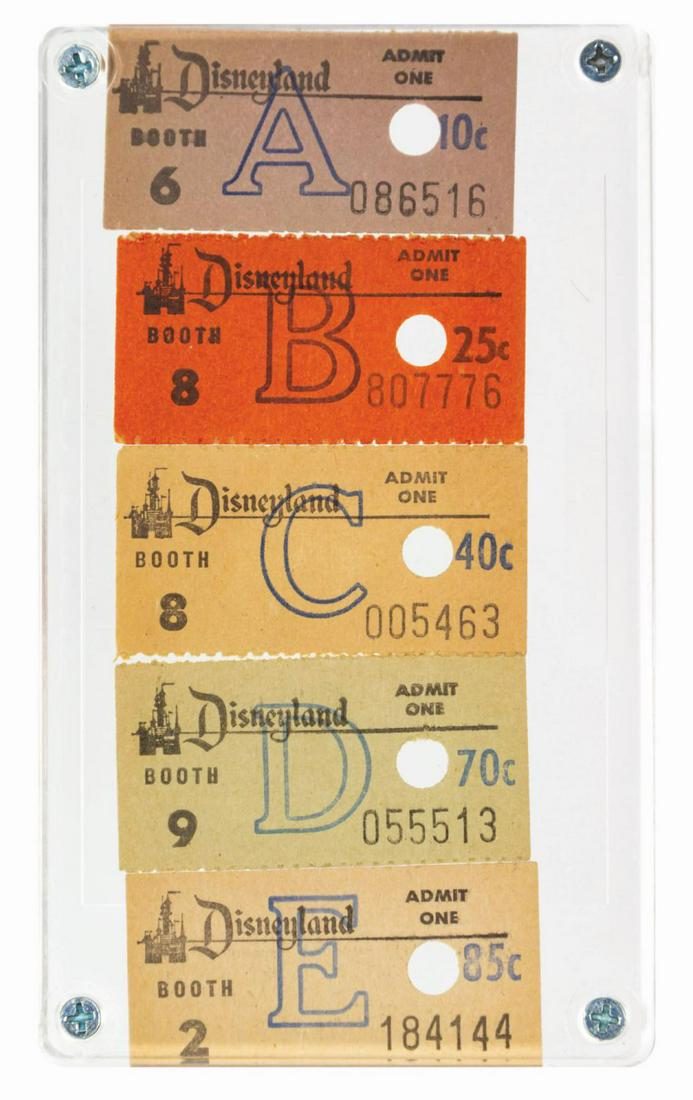 Disneyland
ADMIT
ONE
BOOTH
A
10c
6
086516
Disneyland
ADMIT
ONE
BOOTH
B
25c
8
807776
Disneyland
ADMIT
ONE
BOOTH
C
40c
8
005463
Disneyland
ADMIT
ONE
BOOTH
D
70c
9
055513
Disneyland
ADMIT
ONE
BOOTH
E
85c
2
184144